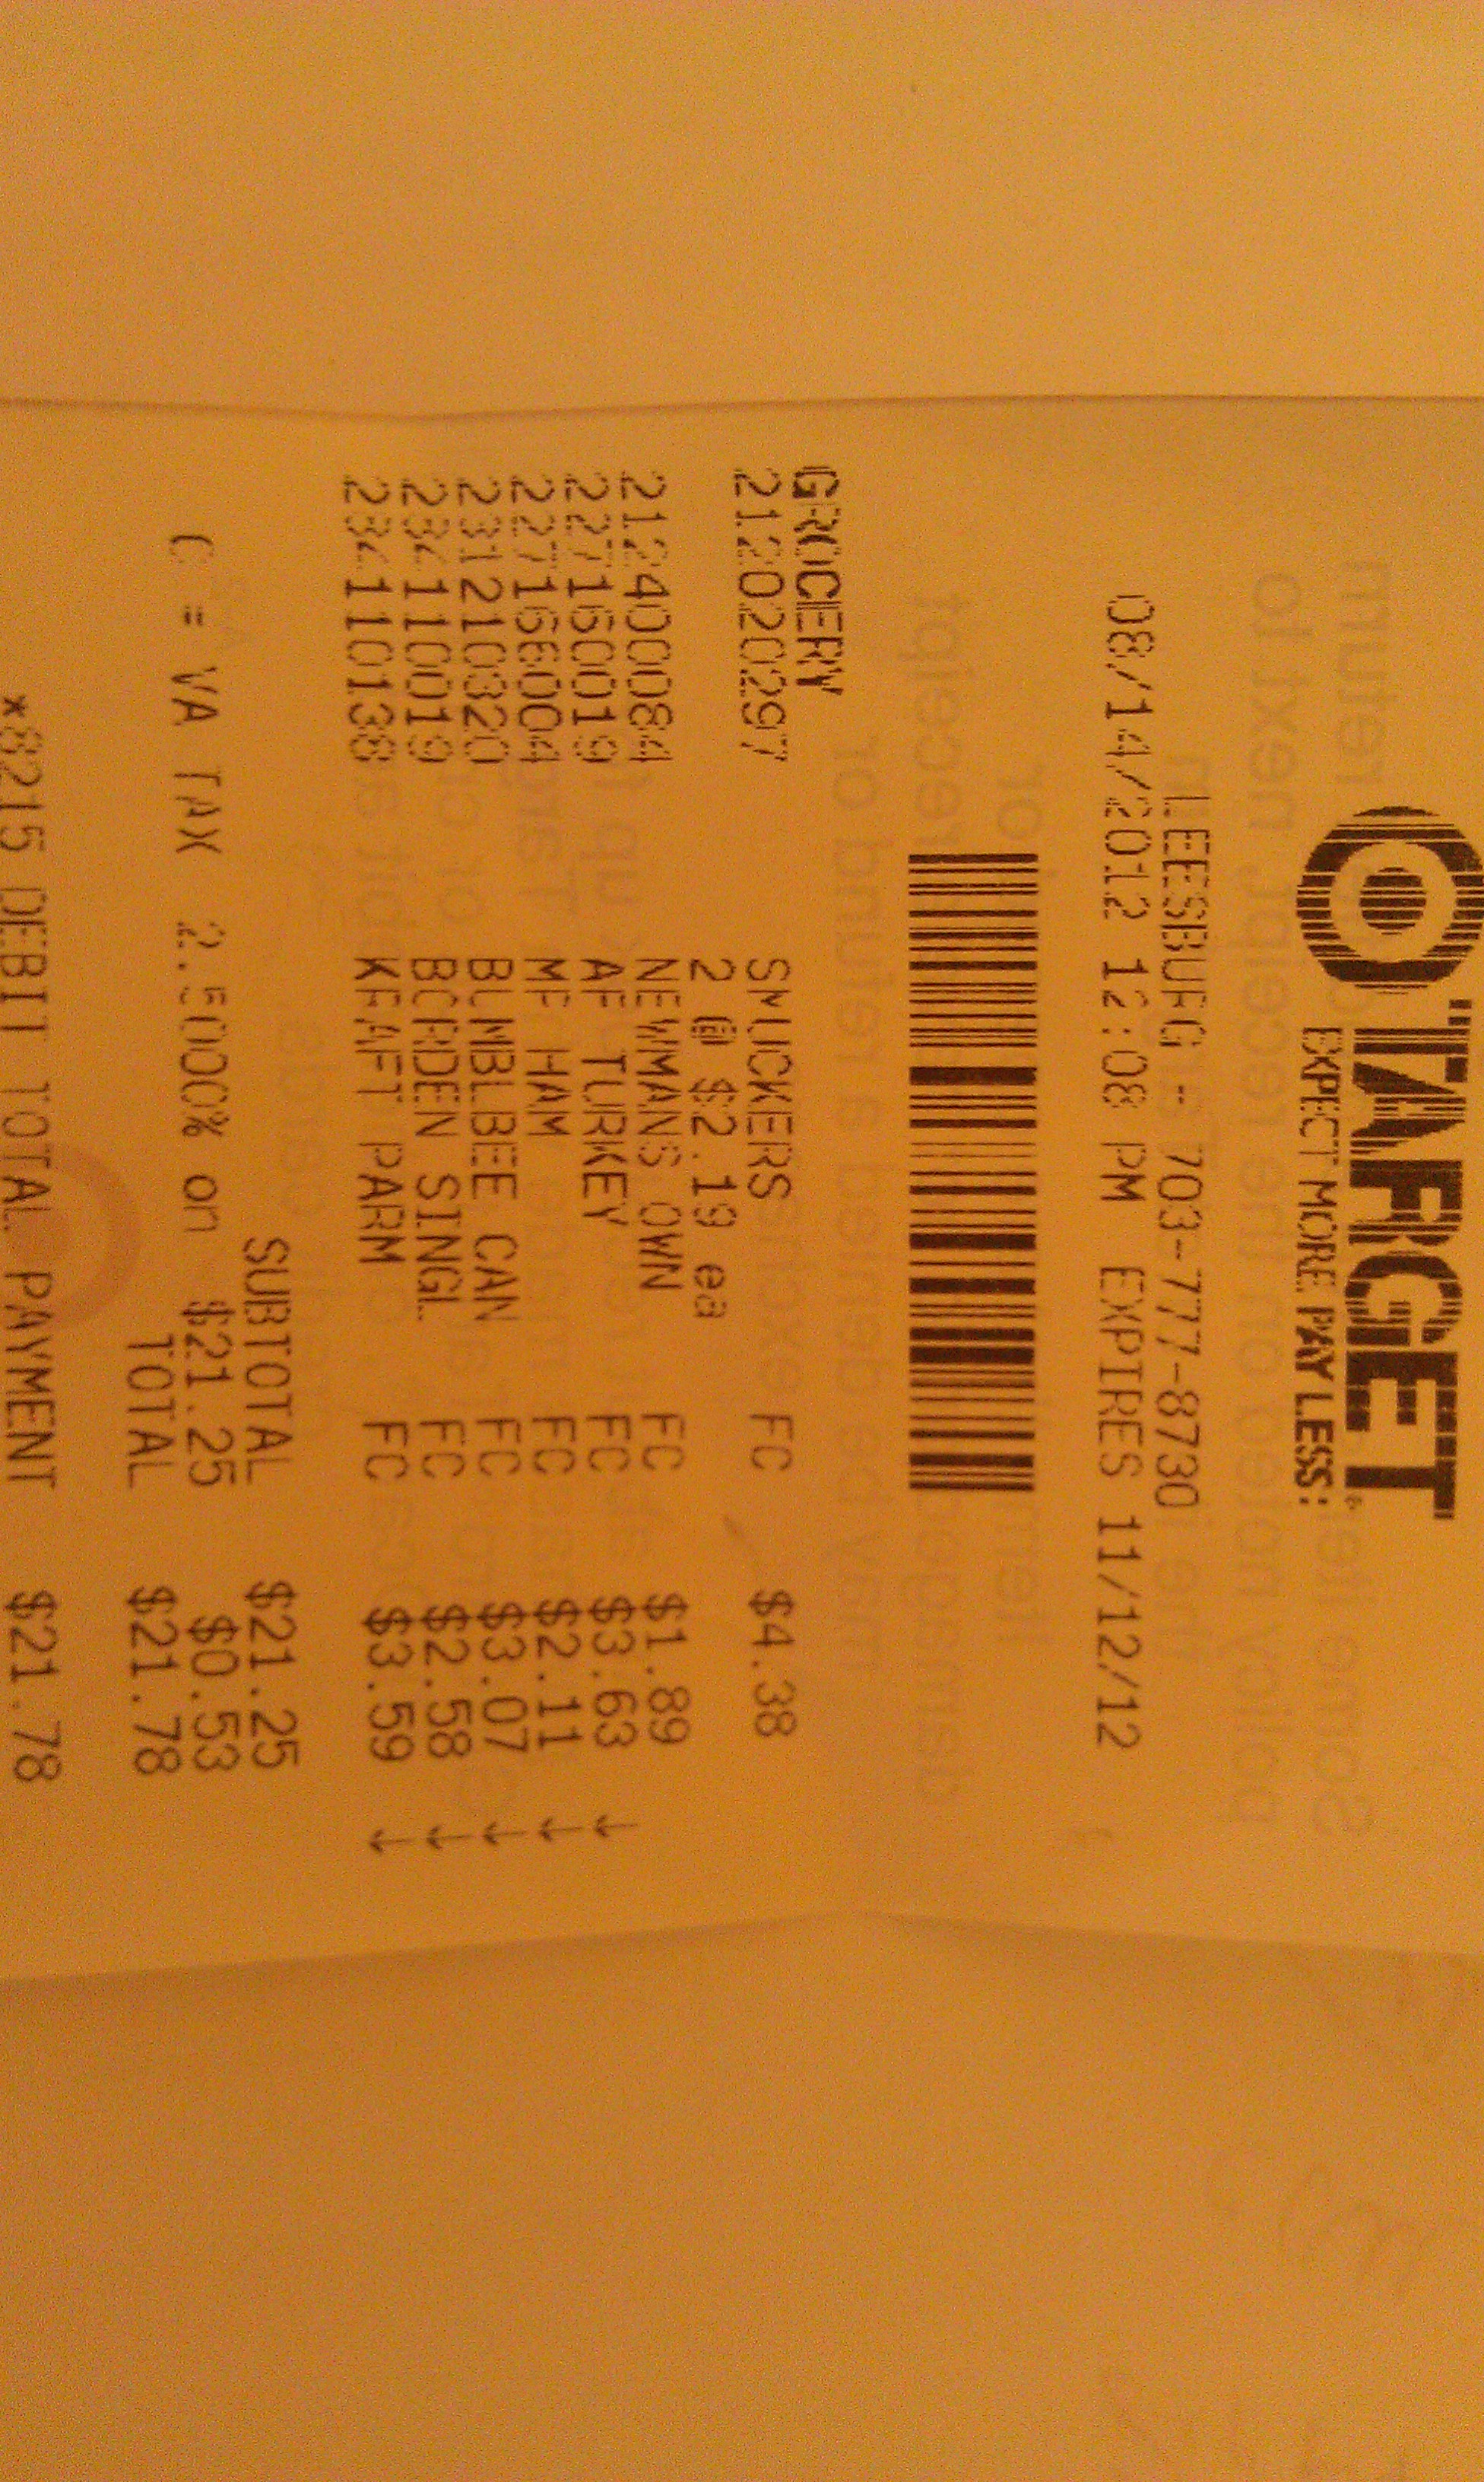 TARGET
EXPECT MORE. PAY LESS.
LEESBURG - 703-777-8730
08/14/2012 12:08 PM EXPIRES 11/12/12
GROCERY
212020297 SMUCKERS FC $4.38
2 @ $2.19 ea
212400084 NEWMANS OWN FC $1.89
227160019 AF TURKEY FC $3.63 ↓
227166004 MF HAM FC $2.11 ↓
231210320 BUMBLBEE CAN FC $3.07 ↓
234110019 BORDEN SINGL FC $2.58 ↓
234110138 KRAFT PARM FC $3.59 ↓
SUBTOTAL $21.25
C = VA TAX 2.5000% on $21.25 $0.53
TOTAL $21.78
*8215 DEBIT TOTAL PAYMENT $21.78